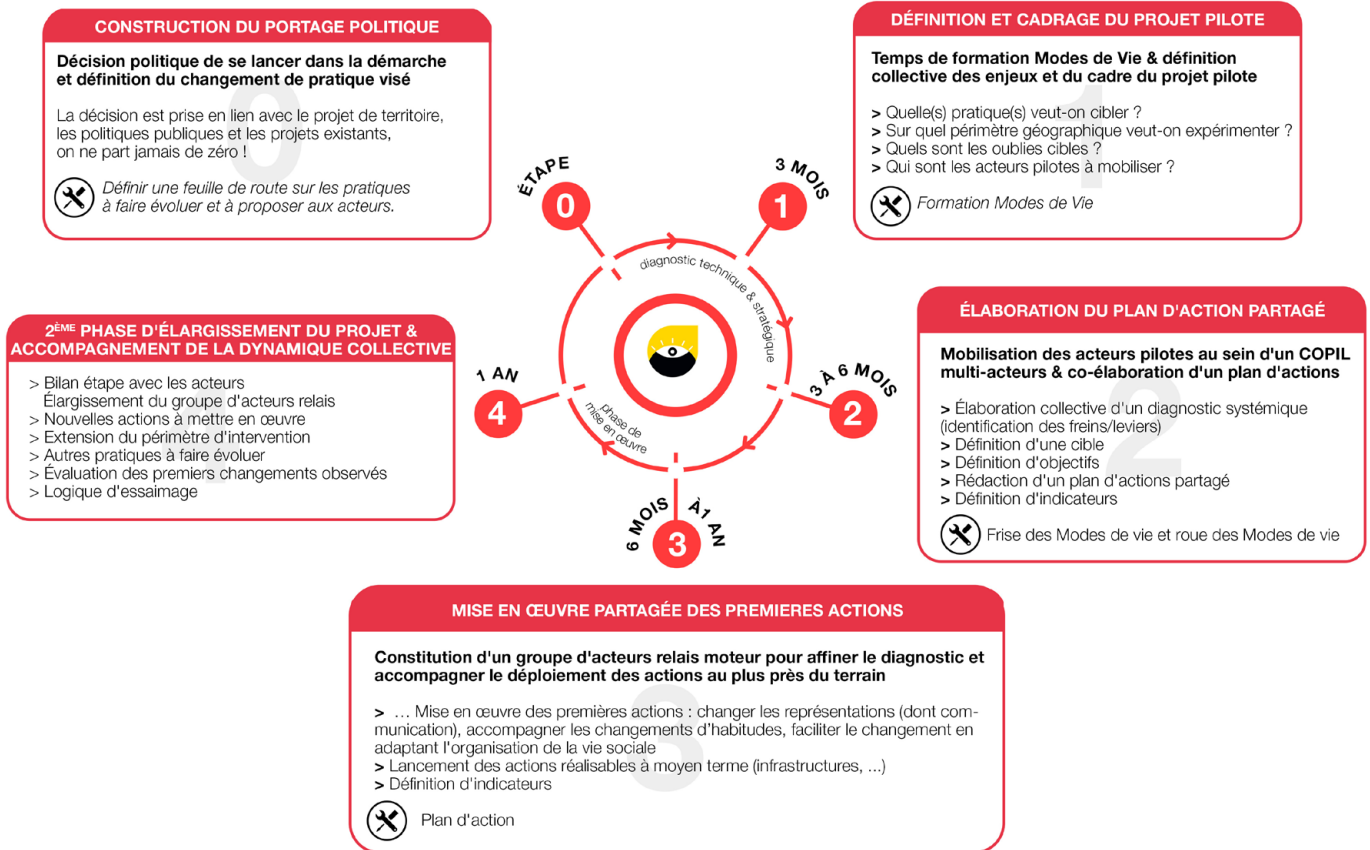 CONSTRUCTION DU PORTAGE POLITIQUE
Décision politique de se lancer dans la démarche
et définition du changement de pratique visé
La décision est prise en lien avec le projet de territoire,
les politiques publiques et les projets existants,
on ne part jamais de zéro !
Définir une feuille de route sur les pratiques
à faire évoluer et à proposer aux acteurs.
0
DÉFINITION ET CADRAGE DU PROJET PILOTE
Temps de formation Modes de Vie & définition
collective des enjeux et du cadre du projet pilote
> Quelle(s) pratique(s) veut-on cibler ?
> Sur quel périmètre géographique veut-on expérimenter ?
> Quels sont les oublies cibles ?
> Qui sont les acteurs pilotes à mobiliser ?
Formation Modes de Vie
1
ÉTAPE
0
3 MOIS
1
diagnostic technique & stratégique
3 À 6 MOIS
2
phase de
mise en œuvre
6 MOIS À1 AN
3
1 AN
4
ÉLABORATION DU PLAN D'ACTION PARTAGÉ
Mobilisation des acteurs pilotes au sein d'un COPIL
multi-acteurs & co-élaboration d'un plan d'actions
> Élaboration collective d'un diagnostic systémique
(identification des freins/leviers)
> Définition d'une cible
> Définition d'objectifs
> Rédaction d'un plan d'actions partagé
> Définition d'indicateurs
Frise des Modes de vie et roue des Modes de vie
2
2ÈME PHASE D'ÉLARGISSEMENT DU PROJET &
ACCOMPAGNEMENT DE LA DYNAMIQUE COLLECTIVE
> Bilan étape avec les acteurs
Élargissement du groupe d'acteurs relais
> Nouvelles actions à mettre en œuvre
> Extension du périmètre d'intervention
> Autres pratiques à faire évoluer
> Évaluation des premiers changements observés
> Logique d'essaimage
4
MISE EN ŒUVRE PARTAGÉE DES PREMIERES ACTIONS
Constitution d'un groupe d'acteurs relais moteur pour affiner le diagnostic et
accompagner le déploiement des actions au plus près du terrain
> … Mise en œuvre des premières actions : changer les représentations (dont com-
munication), accompagner les changements d’habitudes, faciliter le changement en
adaptant l'organisation de la vie sociale
> Lancement des actions réalisables à moyen terme (infrastructures, ...)
> Définition d'indicateurs
Plan d'action
3